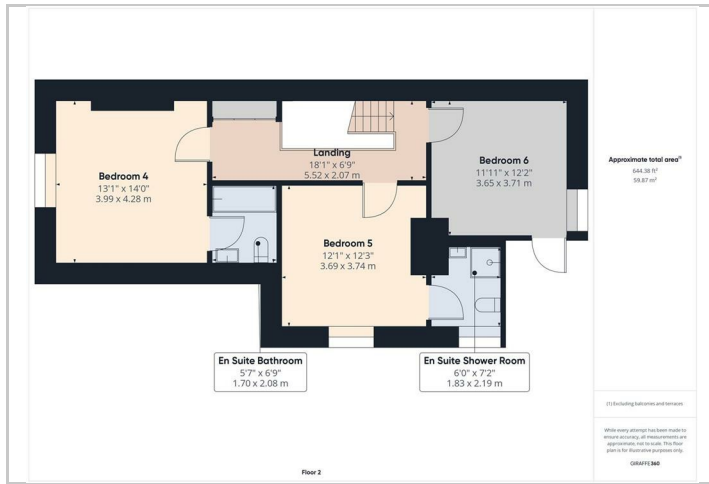 Bedroom 4
13'1" x 14'0"
3.99 x 4.28 m
Landing
18'1" x 6'9"
5.52 x 2.07 m
Bedroom 6
11'11" x 12'2"
3.65 x 3.71 m
Bedroom 5
12'1" x 12'3"
3.69 x 3.74 m
En Suite Bathroom
5'7" x 6'9"
1.70 x 2.08 m
En Suite Shower Room
6'0" x 7'2"
1.83 x 2.19 m
Floor 2
Approximate total area(1)
644.38 ft²
59.87 m²
(1) Excluding balconies and terraces
While every attempt has been made to
ensure accuracy, all measurements are
approximate, not to scale. This floor
plan is for illustrative purposes only.
GIRAFFE360